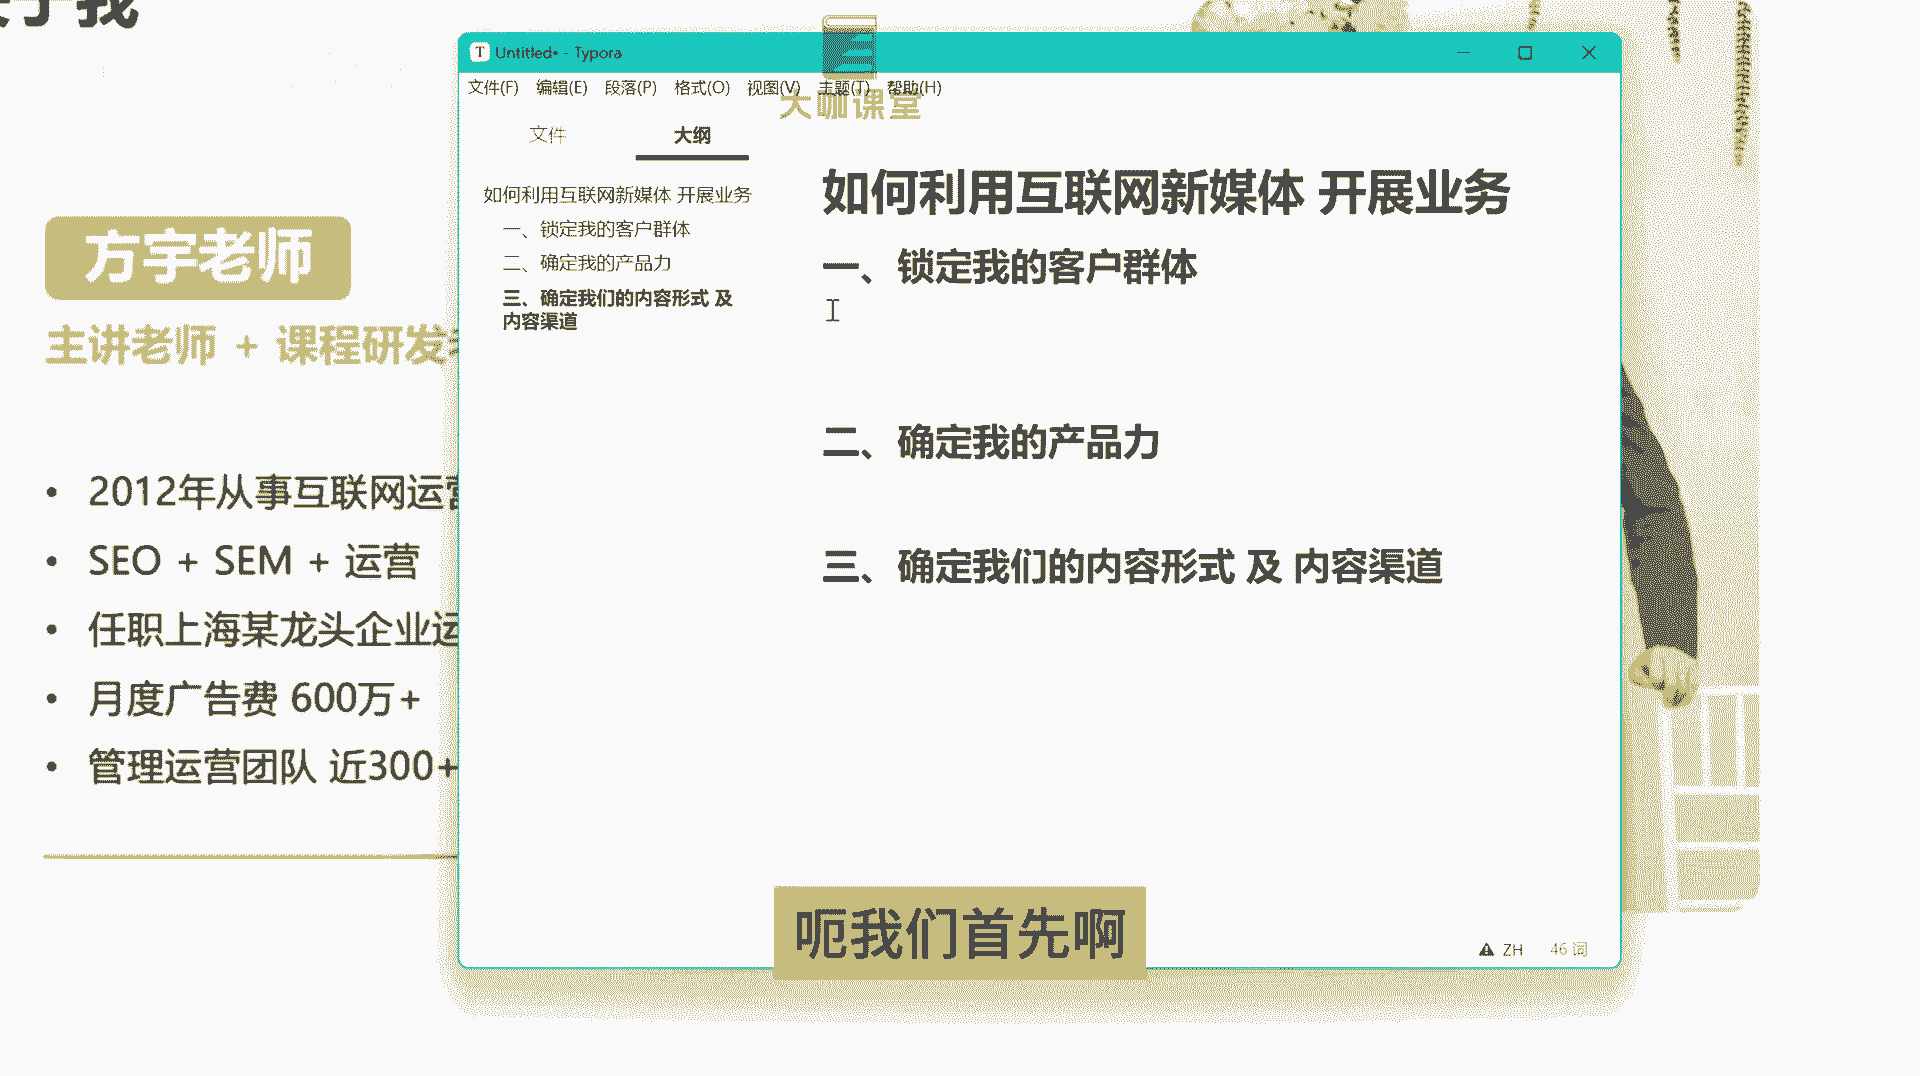 于我
方宇老师
主讲老师 + 课程研发
2012年从事互联网运营
SEO + SEM + 运营
任职上海某龙头企业运
月度广告费 600万+
管理运营团队 近300+
T Untitled• - Typora
文件(F) 编辑(E) 段落(P) 格式(O) 视图(V) 主题(T) 帮助(H)
大咖课堂
文件 大纲
如何利用互联网新媒体 开展业务
一、锁定我的客户群体
二、确定我的产品力
三、确定我们的内容形式 及
内容渠道
如何利用互联网新媒体 开展业务
一、锁定我的客户群体
二、确定我的产品力
三、确定我们的内容形式 及 内容渠道
ZH 46 词
呃我们首先啊